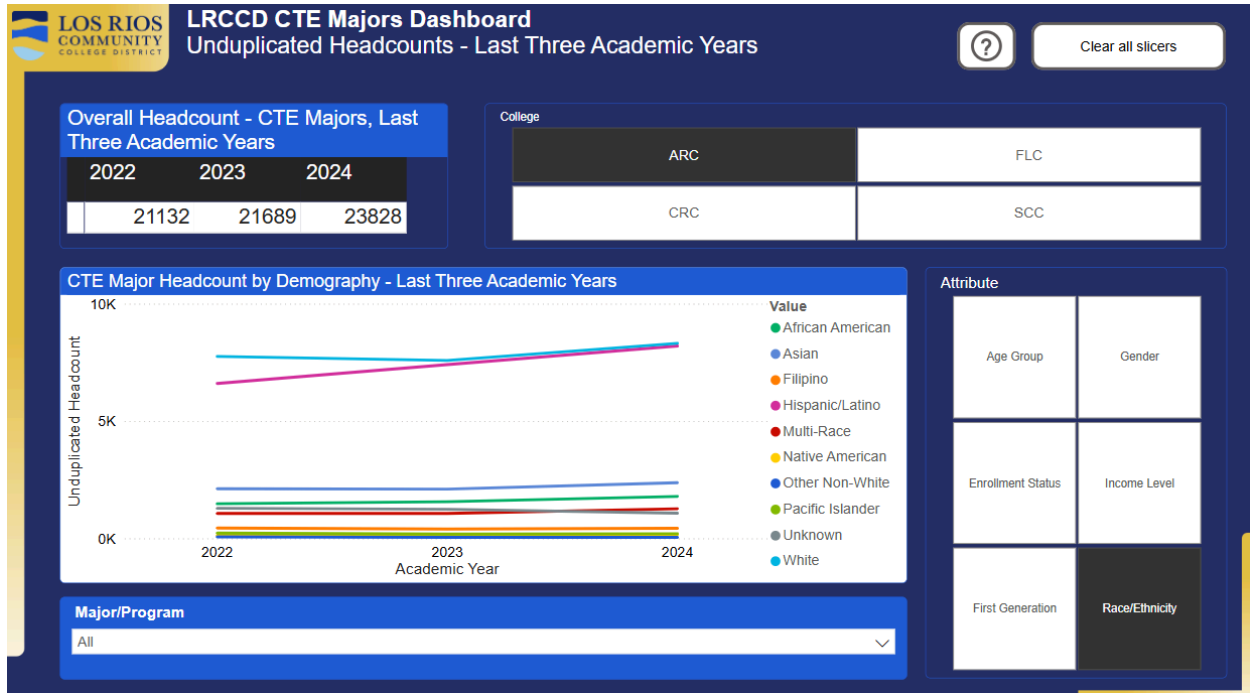 LOS RIOS
COMMUNITY
COLLEGE DISTRICT
LRCCD CTE Majors Dashboard
Unduplicated Headcounts - Last Three Academic Years
?
Clear all slicers
Overall Headcount - CTE Majors, Last
Three Academic Years
2022 2023 2024
21132 21689 23828
College
ARC FLC
CRC SCC
CTE Major Headcount by Demography - Last Three Academic Years
10K
5K
0K
Unduplicated Headcount
2022 2023 2024
Academic Year
Value
African American
Asian
Filipino
Hispanic/Latino
Multi-Race
Native American
Other Non-White
Pacific Islander
Unknown
White
Attribute
Age Group Gender
Enrollment Status Income Level
First Generation Race/Ethnicity
Major/Program
All